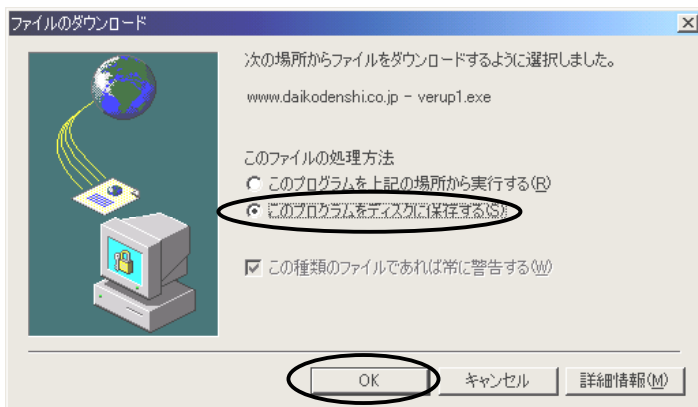 ファイルのダウンロード
次の場所からファイルをダウンロードするように選択しました。
www.daikodenshi.co.jp - verup1.exe
このファイルの処理方法
このプログラムを上記の場所から実行する(R)
このプログラムをディスクに保存する(S)
この種類のファイルであれば常に警告する(W)
OK
キャンセル
詳細情報(M)